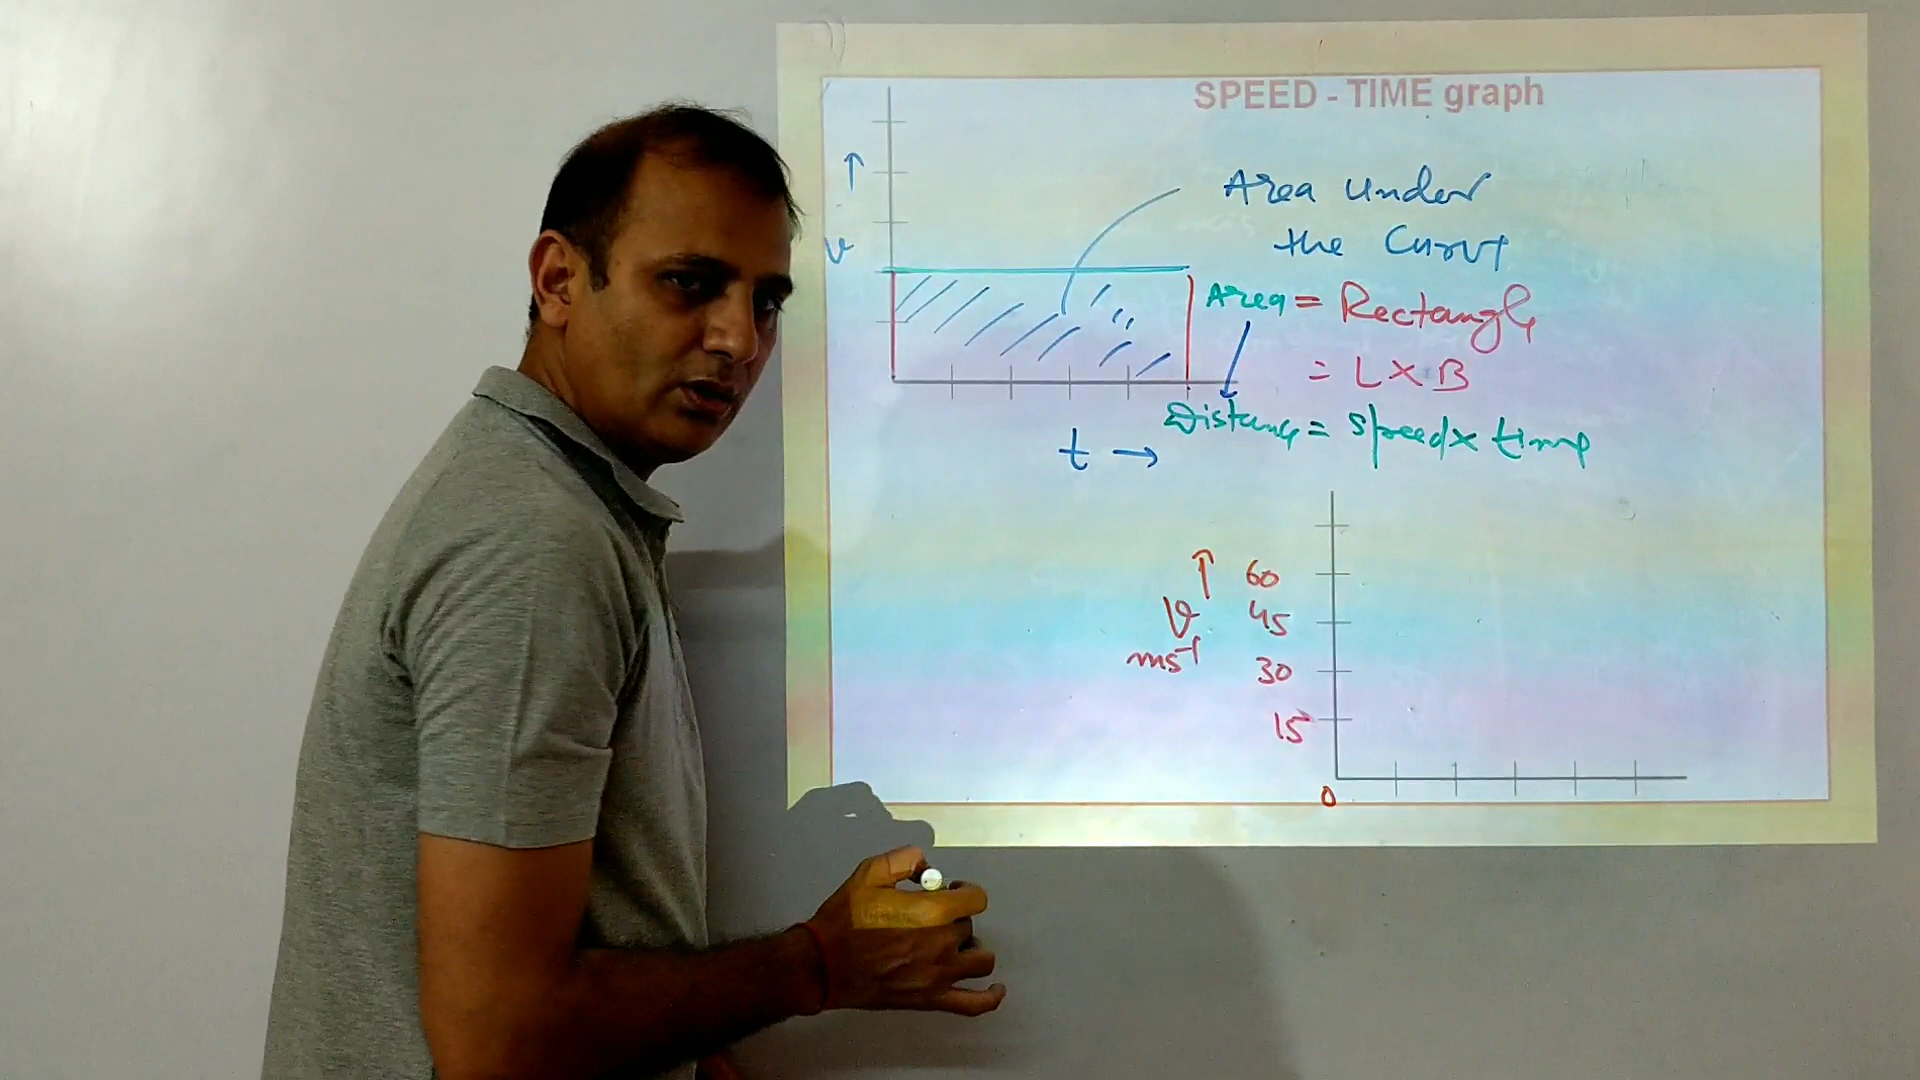 SPEED - TIME graph
↑
v
Area under
the Curve
Area = Rectangle
= L × B
Distance = Speed × time
t →
↑
v
ms⁻¹
60
45
30
15
0